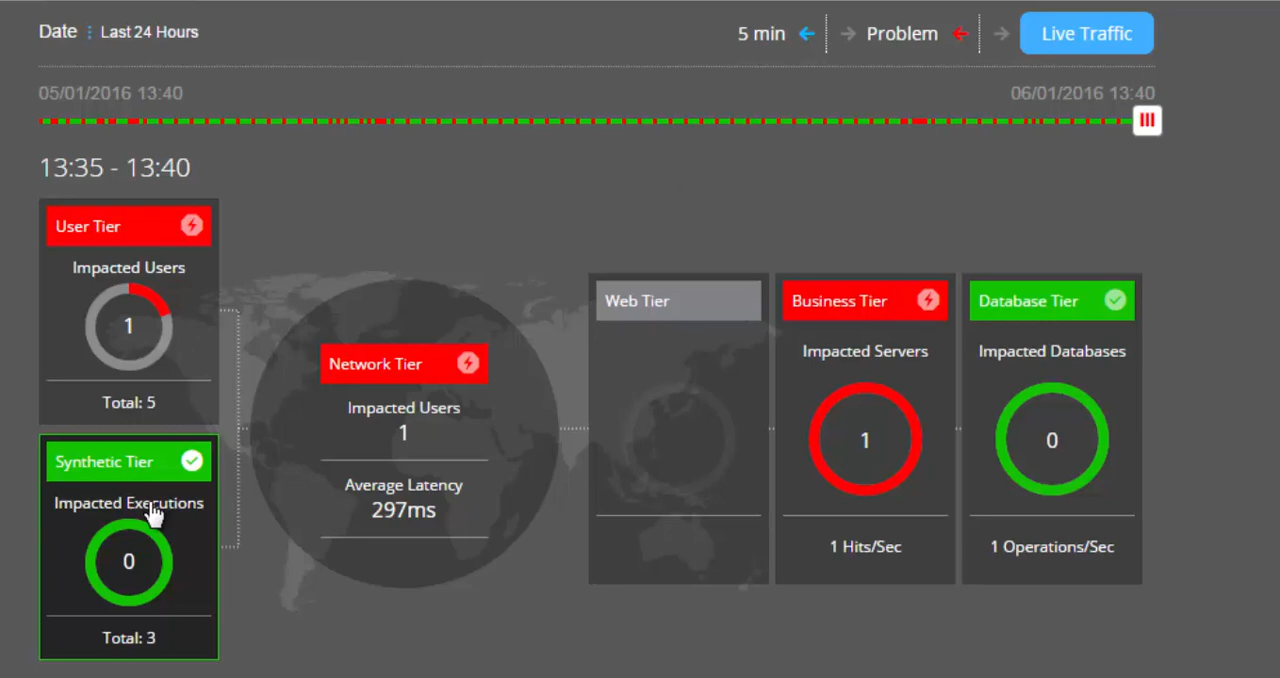 Date Last 24 Hours
5 min Problem Live Traffic
05/01/2016 13:40
06/01/2016 13:40
13:35 - 13:40
User Tier
Impacted Users
1
Total: 5
Synthetic Tier
Impacted Executions
0
Total: 3
Network Tier
Impacted Users
1
Average Latency
297ms
Web Tier
Business Tier
Impacted Servers
1
1 Hits/Sec
Database Tier
Impacted Databases
0
1 Operations/Sec